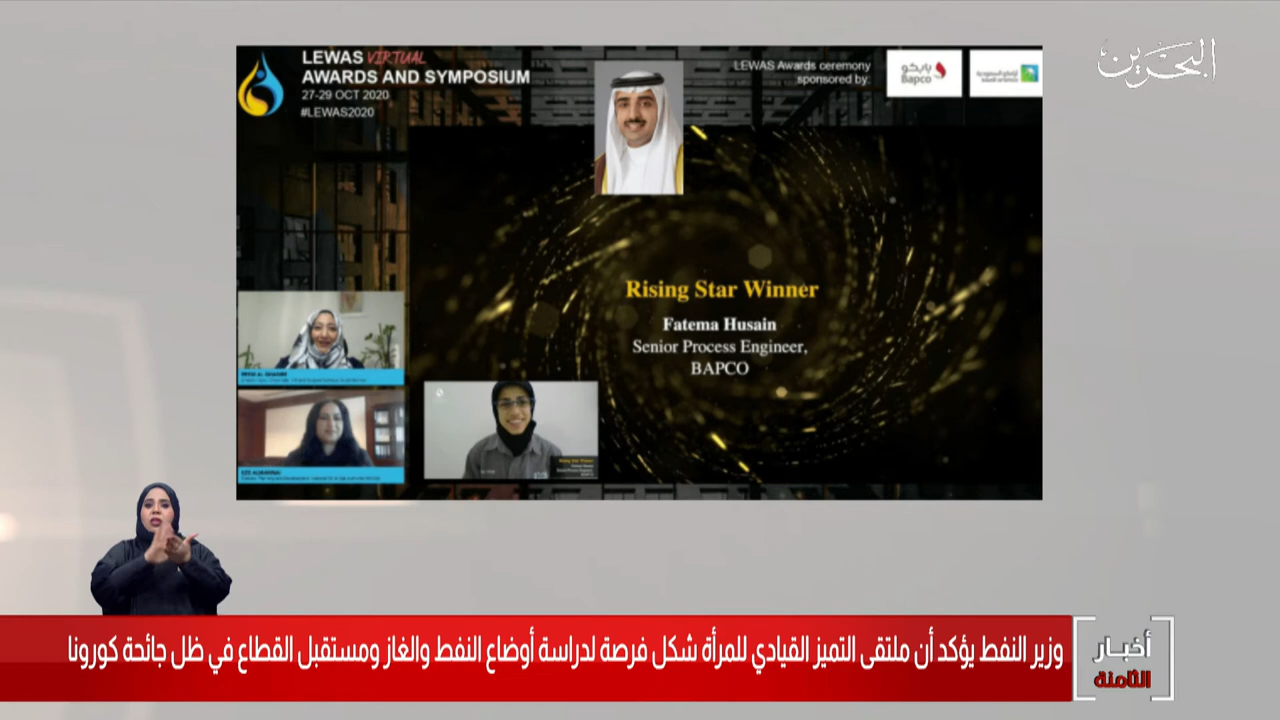 LEWAS VIRTUAL
AWARDS AND SYMPOSIUM
27-29 OCT 2020
#LEWAS2020
LEWAS Awards ceremony
sponsored by:
بابكو
Bapco
البحرين
Rising Star Winner
Fatema Husain
Senior Process Engineer,
BAPCO
وزير النفط يؤكد أن ملتقى التميز القيادي للمرأة شكل فرصة لدراسة أوضاع النفط والغاز ومستقبل القطاع في ظل جائحة كورونا
أخبار
الثامنة